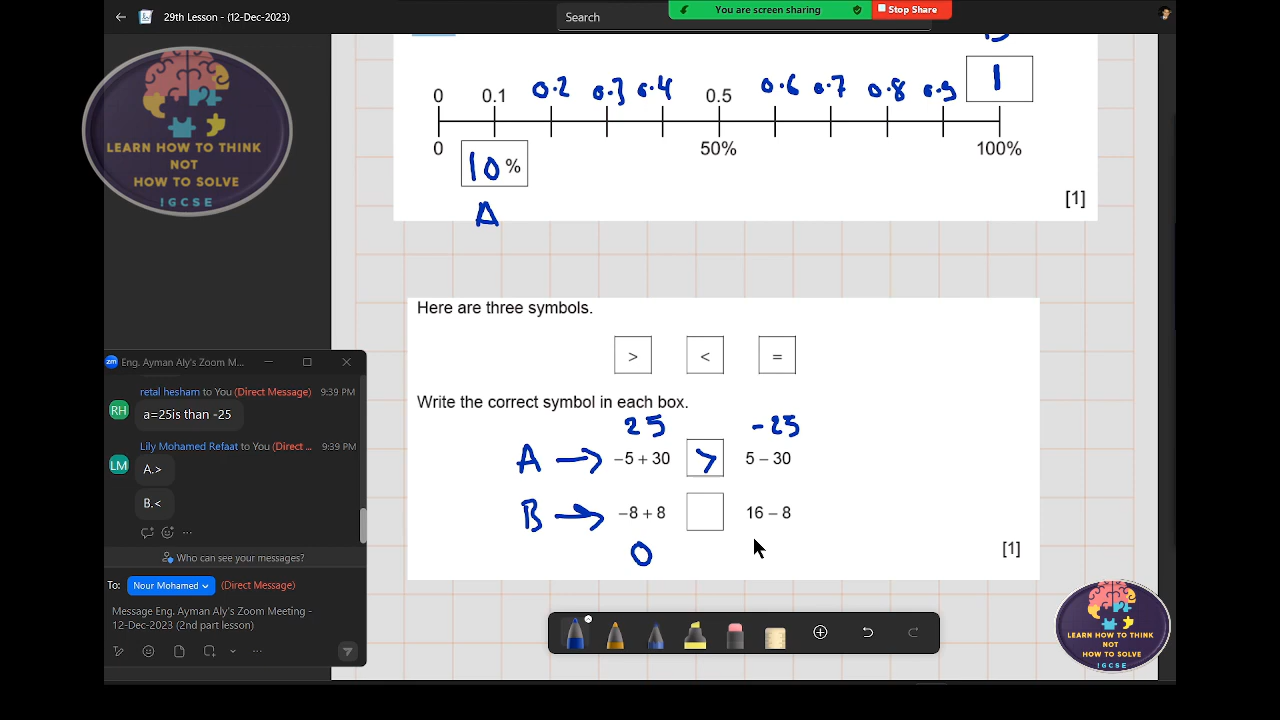 29th Lesson - (12-Dec-2023)
Search
You are screen sharing
Stop Share
LEARN HOW TO THINK
NOT
HOW TO SOLVE
IGCSE
0 0.1 0.2 0.3 0.4 0.5 0.6 0.7 0.8 0.9 1
0 10 % 50% 100%
A
[1]
Here are three symbols.
> < =
Write the correct symbol in each box.
25 -25
A → −5 + 30 > 5 − 30
B → −8 + 8 16 − 8
0
[1]
zm Eng. Ayman Aly's Zoom M...
retal hesham to You (Direct Message) 9:39 PM
RH
a=25is than -25
Lily Mohamed Refaat to You (Direct ... 9:39 PM
LM
A.>
B.<
Who can see your messages?
To: Nour Mohamed (Direct Message)
Message Eng. Ayman Aly's Zoom Meeting -
12-Dec-2023 (2nd part lesson)
LEARN HOW TO THINK
NOT
HOW TO SOLVE
IGCSE